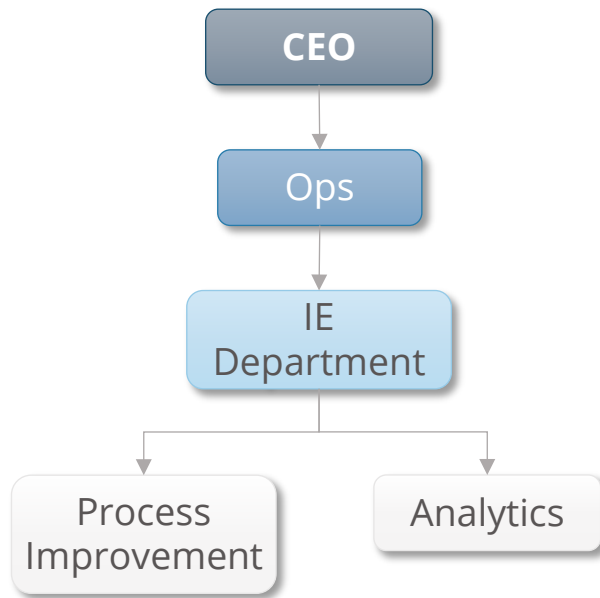 CEO
Ops
IE
Department
Process
Improvement
Analytics